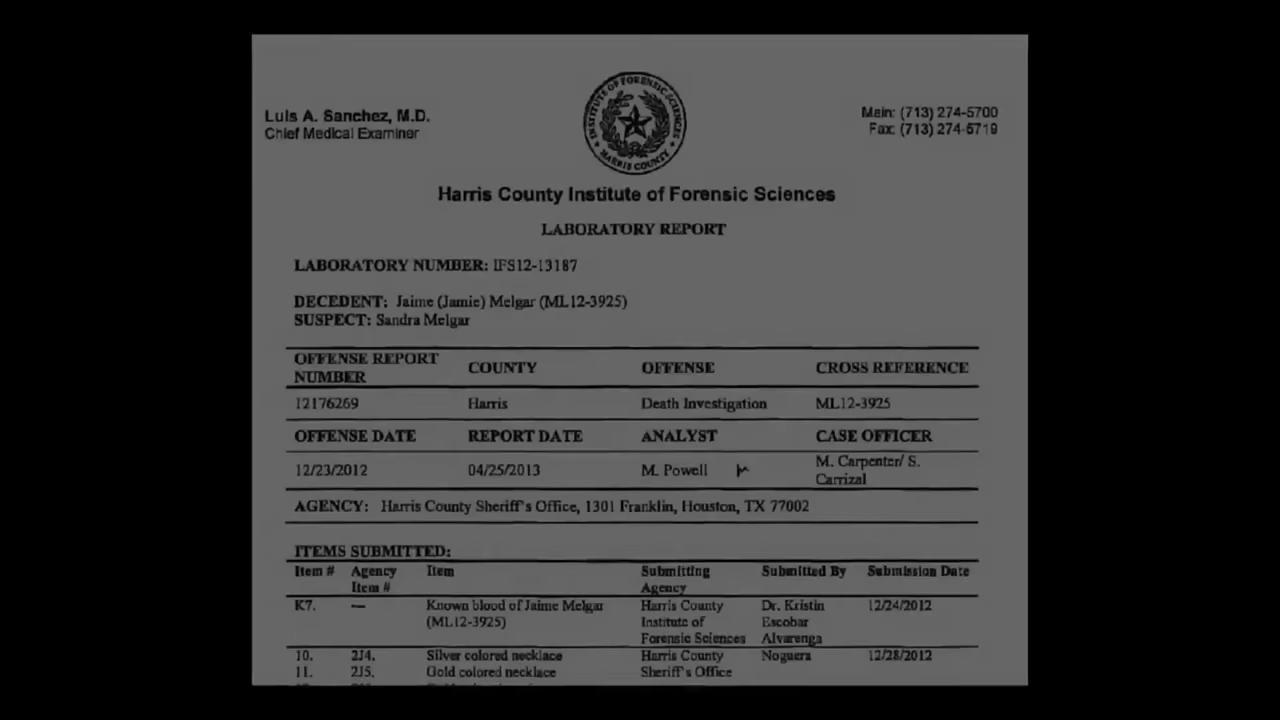 Luis A. Sanchez, M.D.
Chief Medical Examiner
INSTITUTE OF FORENSIC SCIENCES
HARRIS COUNTY
Main: (713) 274-5700
Fax: (713) 274-5719
Harris County Institute of Forensic Sciences
LABORATORY REPORT
LABORATORY NUMBER: IFS12-13187
DECEDENT: Jaime (Jamie) Melgar (ML12-3925)
SUSPECT: Sandra Melgar
OFFENSE REPORT NUMBER COUNTY OFFENSE CROSS REFERENCE
12176269 Harris Death Investigation ML12-3925
OFFENSE DATE REPORT DATE ANALYST CASE OFFICER
12/23/2012 04/25/2013 M. Powell M. Carpenter/ S. Carrizal
AGENCY: Harris County Sheriff's Office, 1301 Franklin, Houston, TX 77002
ITEMS SUBMITTED:
Item # Agency Item # Item Submitting Agency Submitted By Submission Date
K7. — Known blood of Jaime Melgar (ML12-3925) Harris County Institute of Forensic Sciences Dr. Kristin Escobar Alvarenga 12/24/2012
10. 2J4. Silver colored necklace Harris County Sheriff's Office Noguera 12/28/2012
11. 2J5. Gold colored necklace